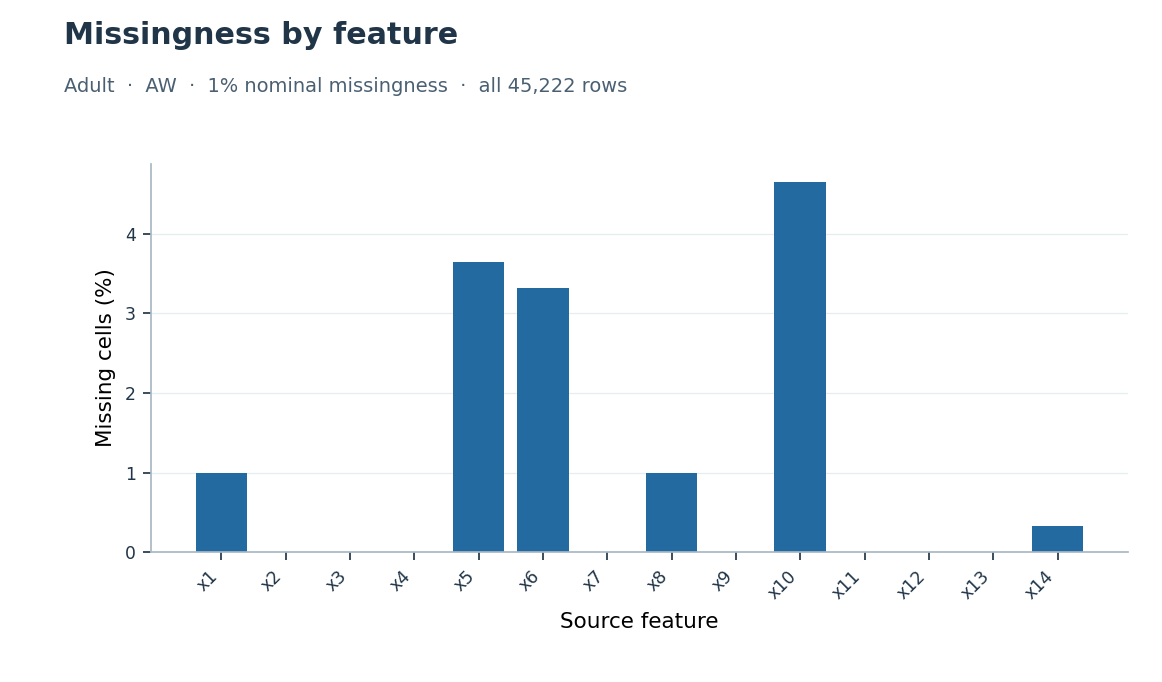 Missingness by feature
Adult · AW · 1% nominal missingness · all 45,222 rows
Missing cells (%)
4
3
2
1
0
x1 x2 x3 x4 x5 x6 x7 x8 x9 x10 x11 x12 x13 x14
Source feature